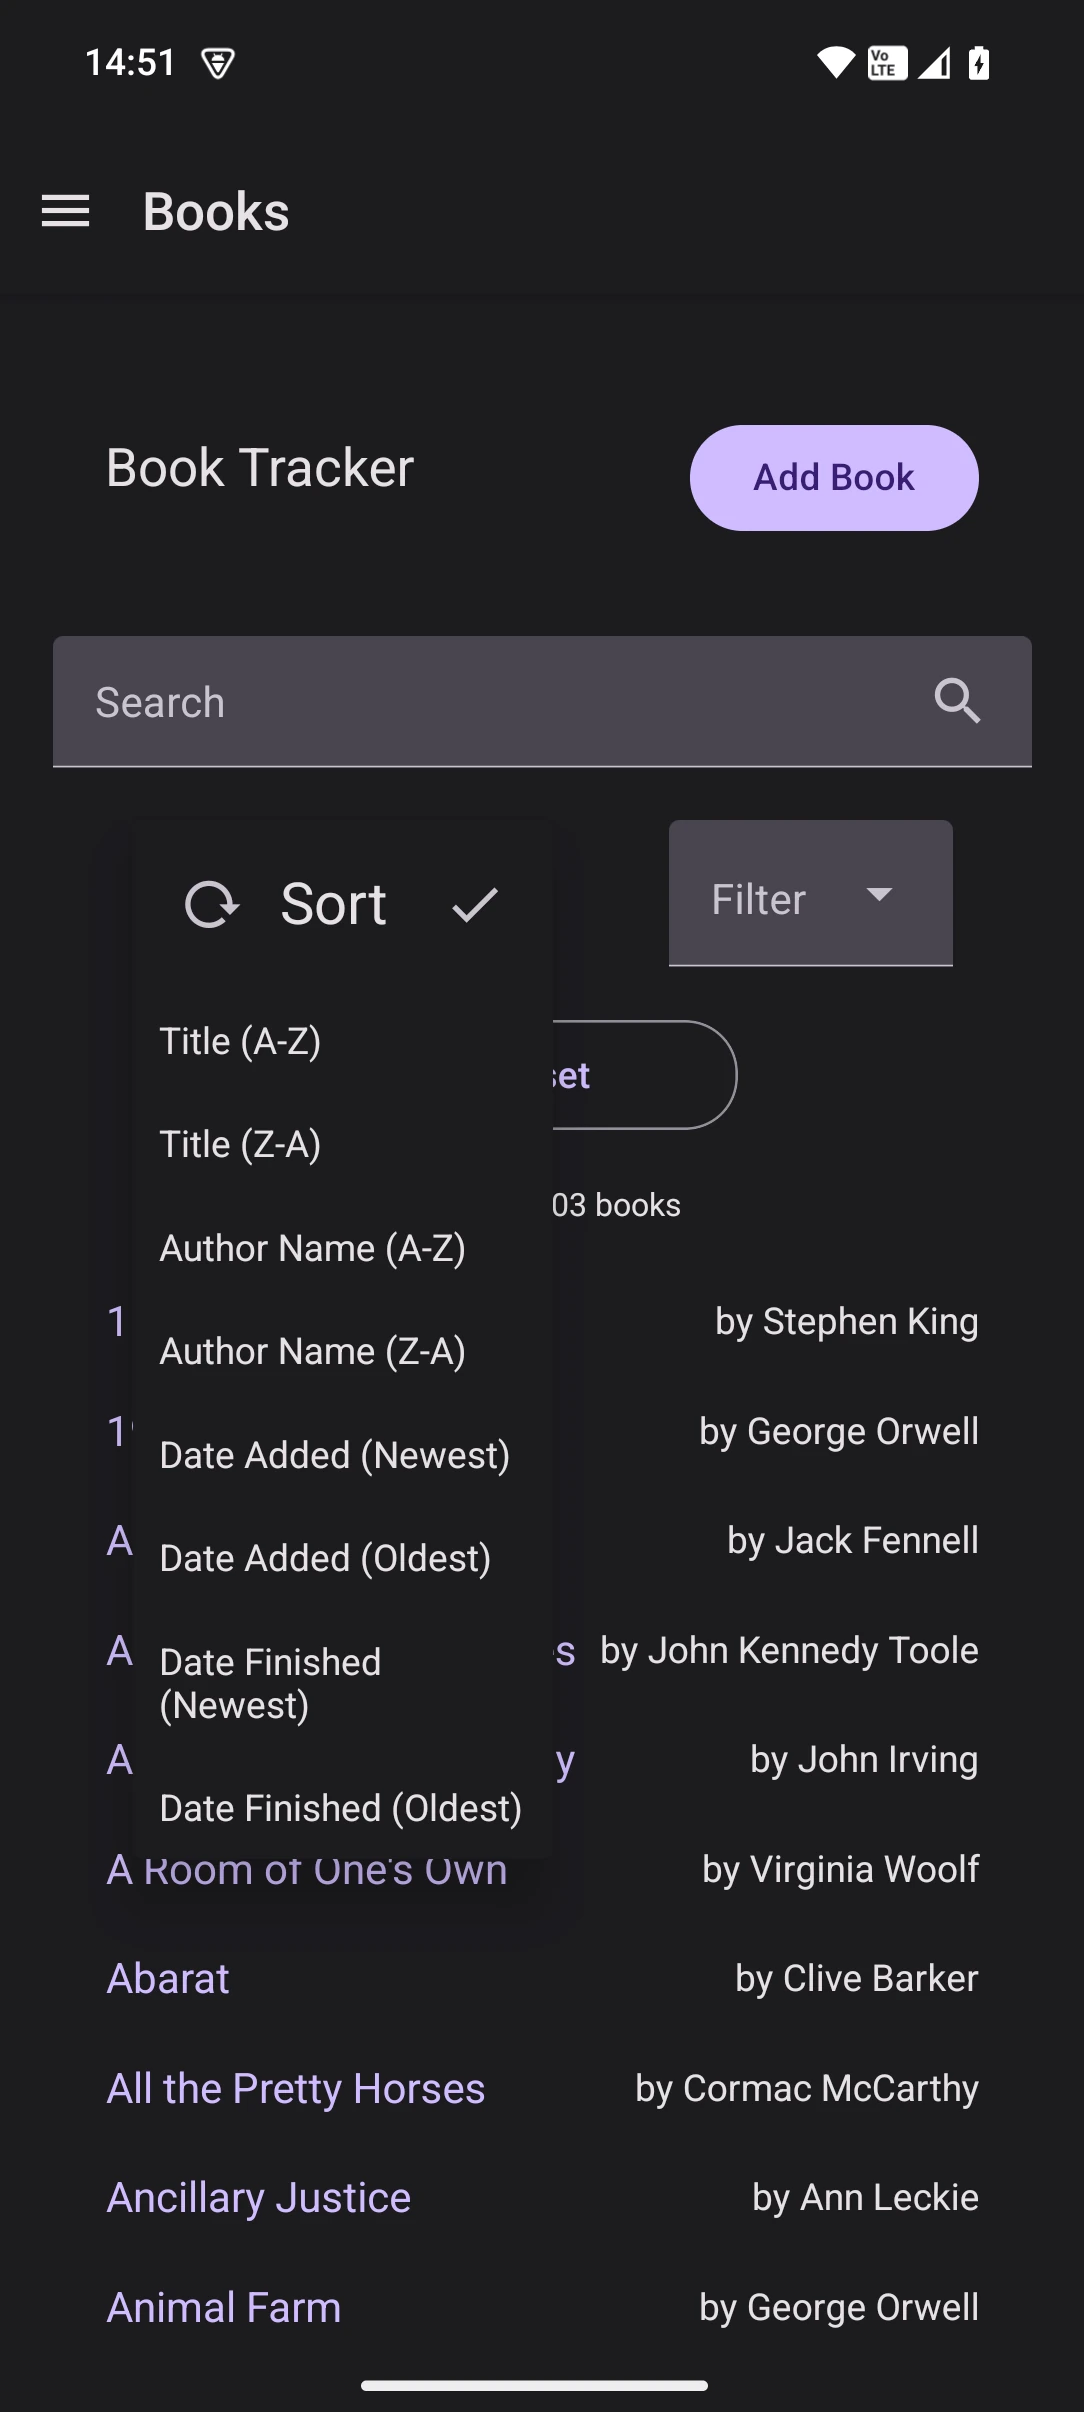 14:51
Vo LTE
Books
Book Tracker
Add Book
Search
Sort
Filter
Title (A-Z)
Title (Z-A)
Author Name (A-Z)
03 books
Author Name (Z-A)
by Stephen King
Date Added (Newest)
by George Orwell
Date Added (Oldest)
A by Jack Fennell
Date Finished
(Newest)
A by John Kennedy Toole
A by John Irving
Date Finished (Oldest)
A Room of One's Own by Virginia Woolf
Abarat by Clive Barker
All the Pretty Horses by Cormac McCarthy
Ancillary Justice by Ann Leckie
Animal Farm by George Orwell